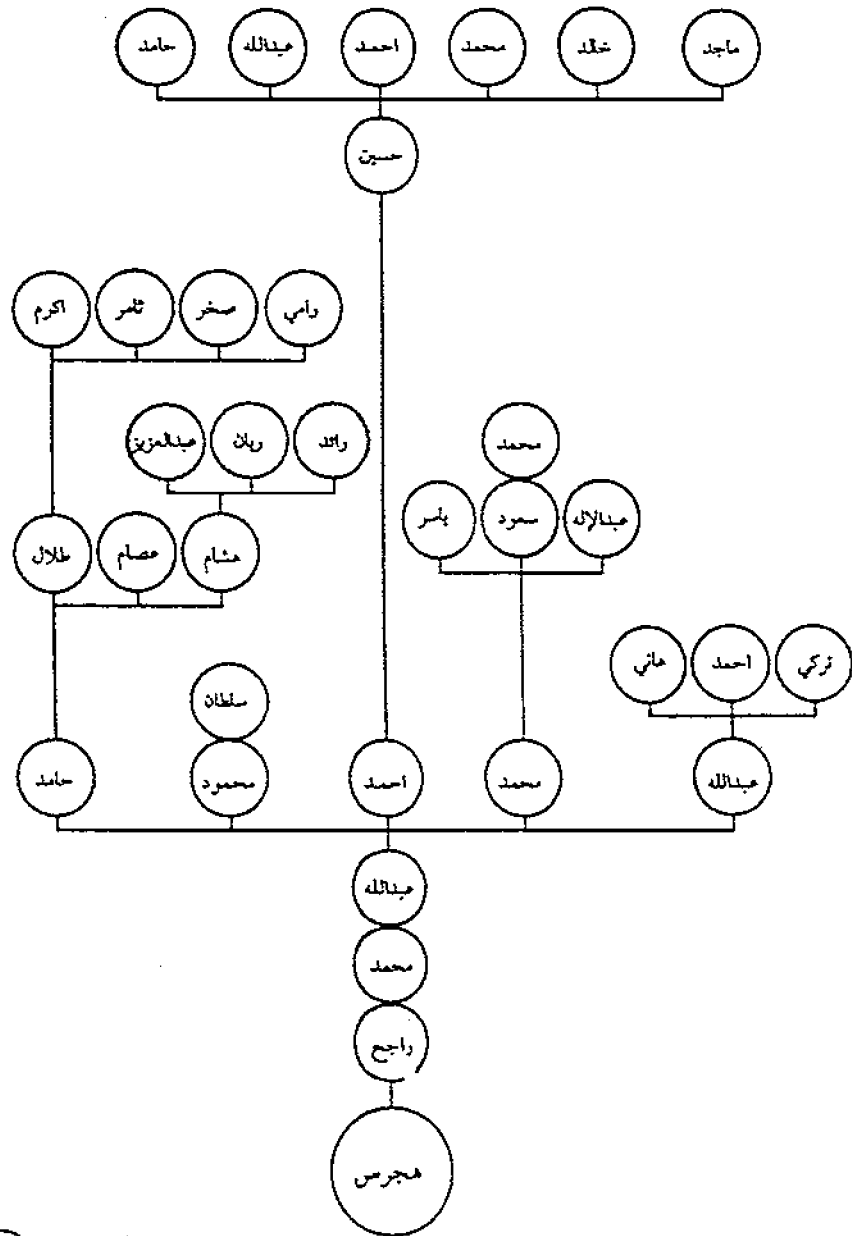 ماجد خالد محمد احمد عبدالله حامد
حسين
رامي صخر ثامر اكرم
رائد ريان عبدالعزيز
محمد
عبدالإله سعود ياسر
هشام عصام طلال
تركي احمد هاني
سلطان
عبدالله محمد احمد محمود حامد
عبدالله
محمد
راجح
هجرس